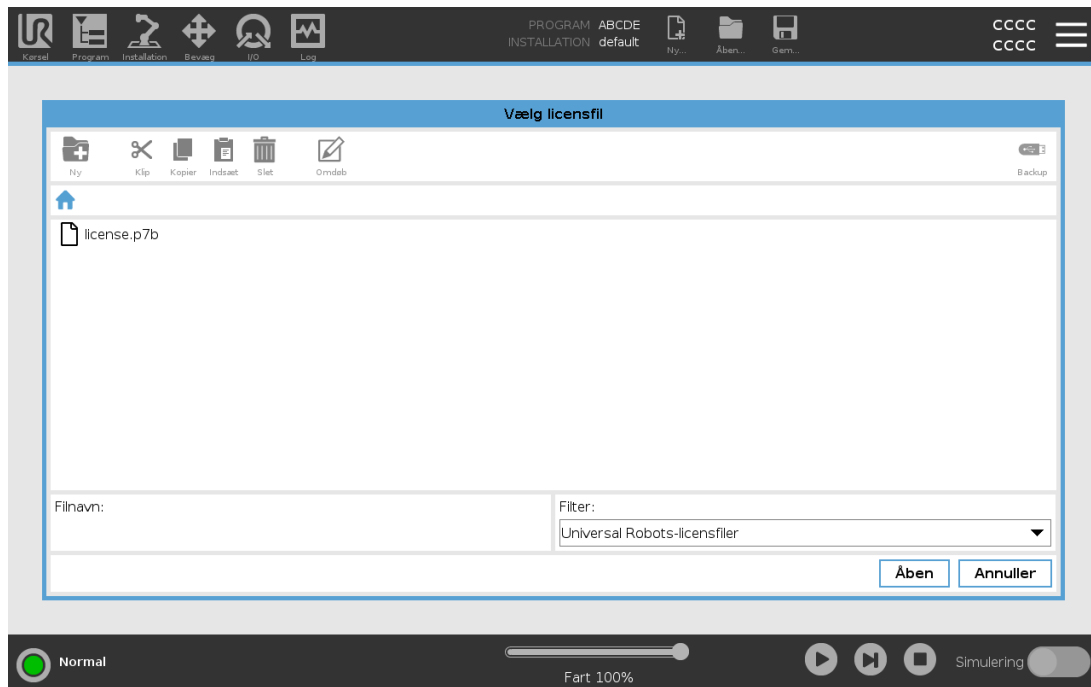 PROGRAM ABCDE
INSTALLATION default
CCCC
CCCC
Kørsel Program Installation Bevæg I/O Log Ny... Åben... Gem...
Vælg licensfil
Ny Klip Kopier Indsæt Slet Omdøb Backup
license.p7b
Filnavn: Filter:
Universal Robots-licensfiler
Åben Annuller
Normal Simulering
Fart 100%